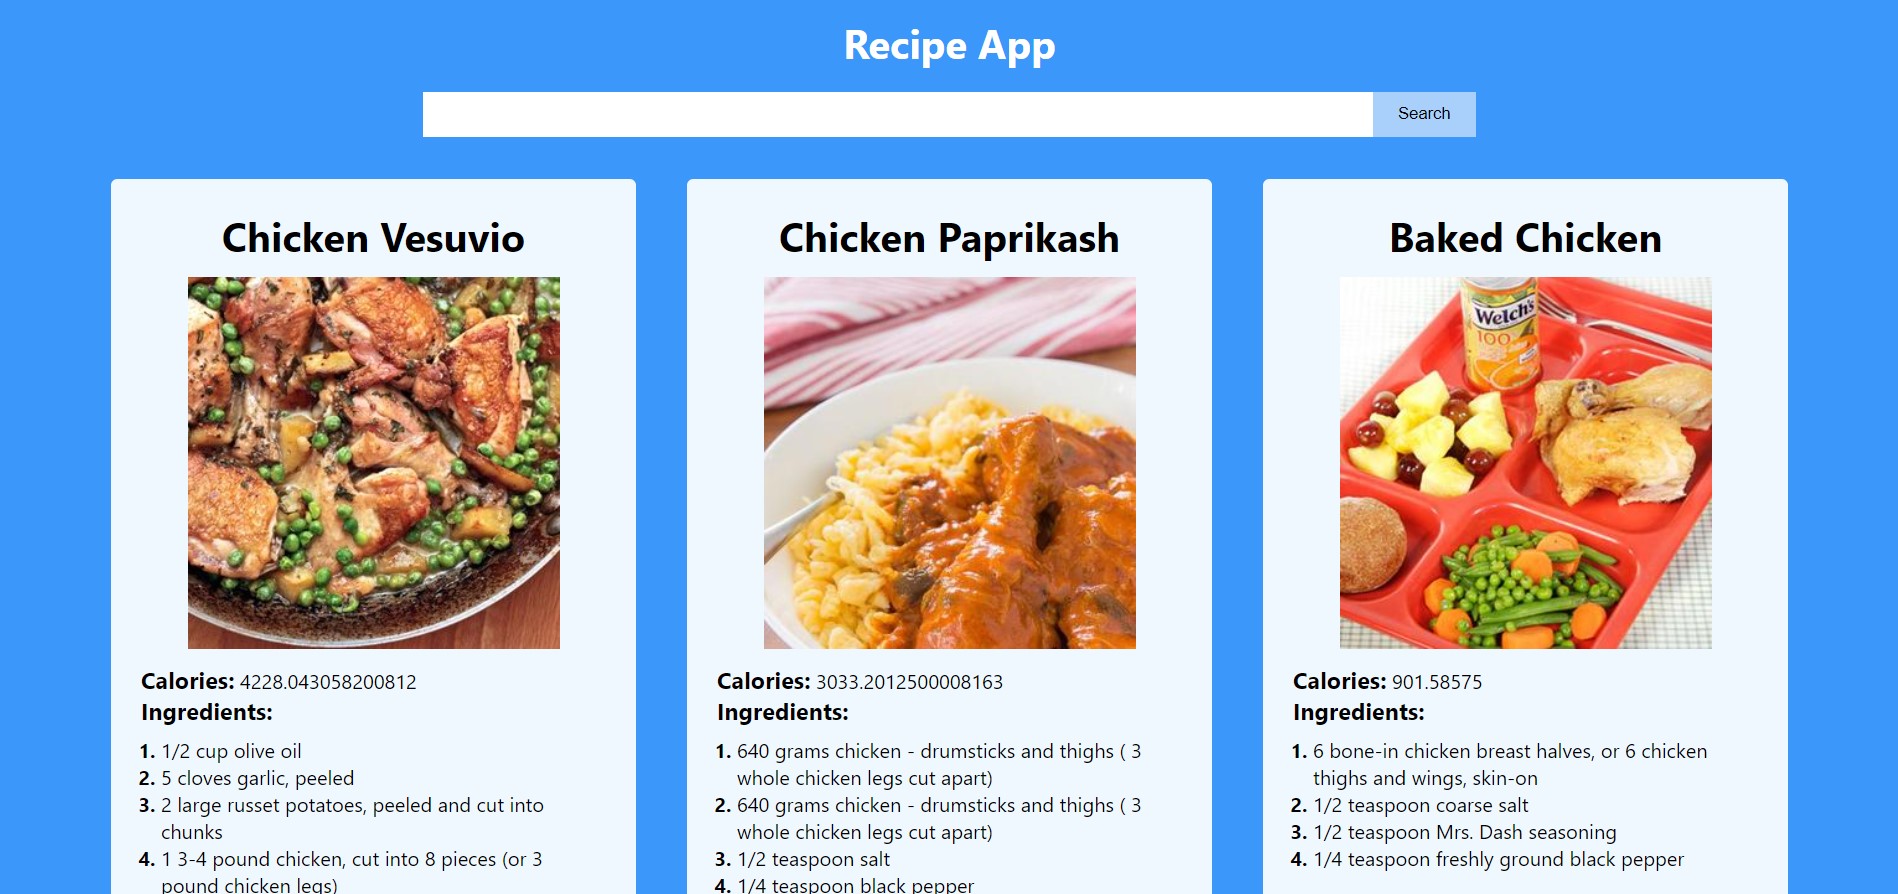 Recipe App
Search
Chicken Vesuvio
Chicken Paprikash
Baked Chicken
Welch's
100
Calories: 4228.043058200812
Ingredients:
1. 1/2 cup olive oil
2. 5 cloves garlic, peeled
3. 2 large russet potatoes, peeled and cut into
chunks
4. 1 3-4 pound chicken, cut into 8 pieces (or 3
pound chicken legs)
Calories: 3033.2012500008163
Ingredients:
1. 640 grams chicken - drumsticks and thighs ( 3
whole chicken legs cut apart)
2. 640 grams chicken - drumsticks and thighs ( 3
whole chicken legs cut apart)
3. 1/2 teaspoon salt
4. 1/4 teaspoon black pepper
Calories: 901.58575
Ingredients:
1. 6 bone-in chicken breast halves, or 6 chicken
thighs and wings, skin-on
2. 1/2 teaspoon coarse salt
3. 1/2 teaspoon Mrs. Dash seasoning
4. 1/4 teaspoon freshly ground black pepper